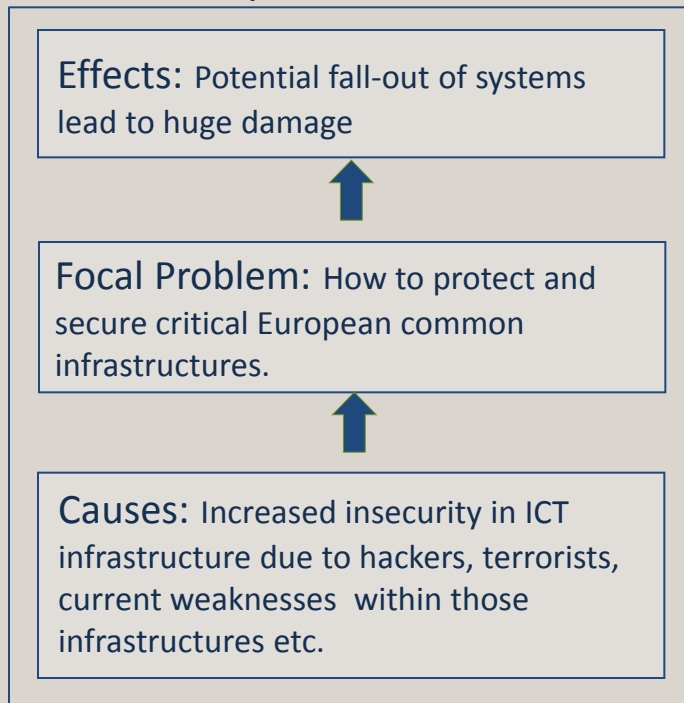 Effects: Potential fall-out of systems
lead to huge damage
Focal Problem: How to protect and
secure critical European common
infrastructures.
Causes: Increased insecurity in ICT
infrastructure due to hackers, terrorists,
current weaknesses within those
infrastructures etc.